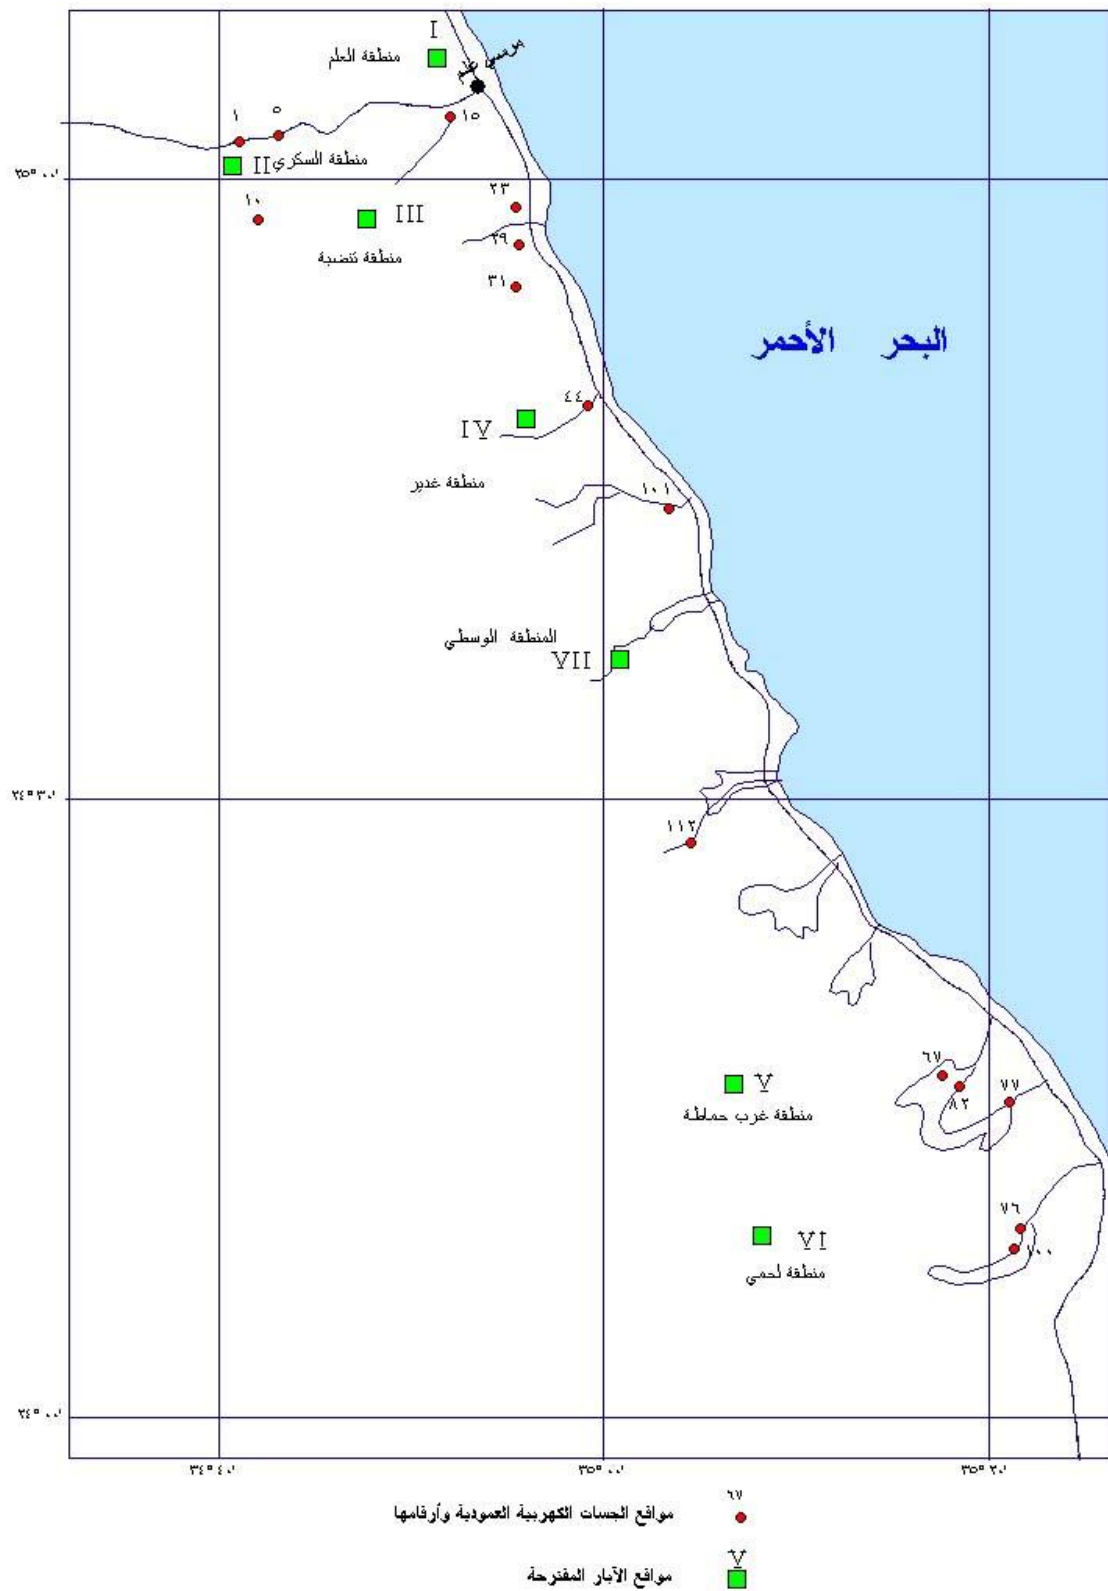 I
منطقة العلم
مرسى علم
١
٥
١٥
II
منطقة السكري
٢٥°٠٠'
١٠
III
منطقة تنضبة
٢٣
٢٩
٣١
البحر الأحمر
٤٤
IV
منطقة غدير
١٠١
المنطقة الوسطي
VII
٢٤°٣٠'
١١٢
٦٧
٨٢
٧٧
V
منطقة غرب حماطة
٧٦
١٠٠
VI
منطقة لحمي
٢٤°٠٠'
٣٤°٤٠'
٣٥°٠٠'
٣٥°٢٠'
٦٧
مواقع الجسات الكهربية العمودية وأرقامها
V
مواقع الآبار المقترحة